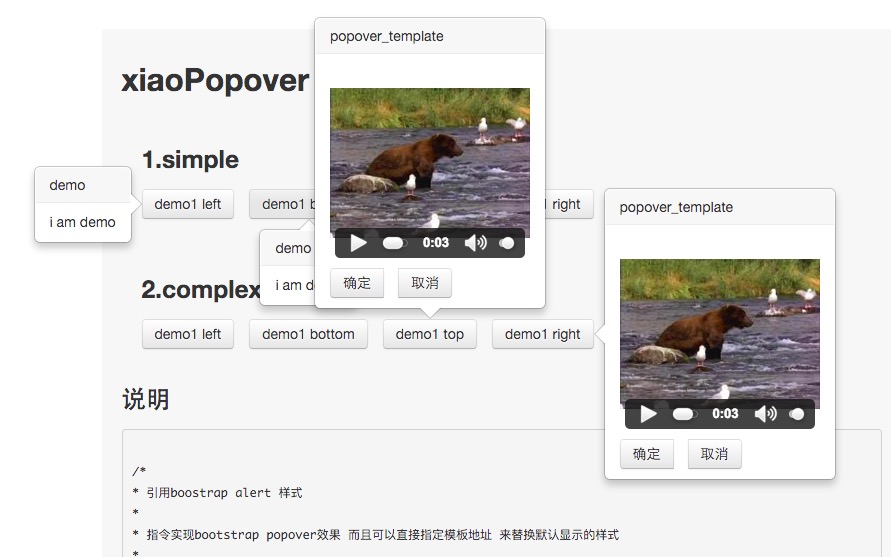 popover_template
xiaoPopover
1.simple
demo
i am demo
demo1 left
demo1
right
popover_template
demo
i am
0:03
确定
取消
2.complex
demo1 left
demo1 bottom
demo1 top
demo1 right
0:03
确定
取消
说明
/*
* 引用boostrap alert 样式
*
* 指令实现bootstrap popover效果 而且可以直接指定模板地址 来替换默认显示的样式
*